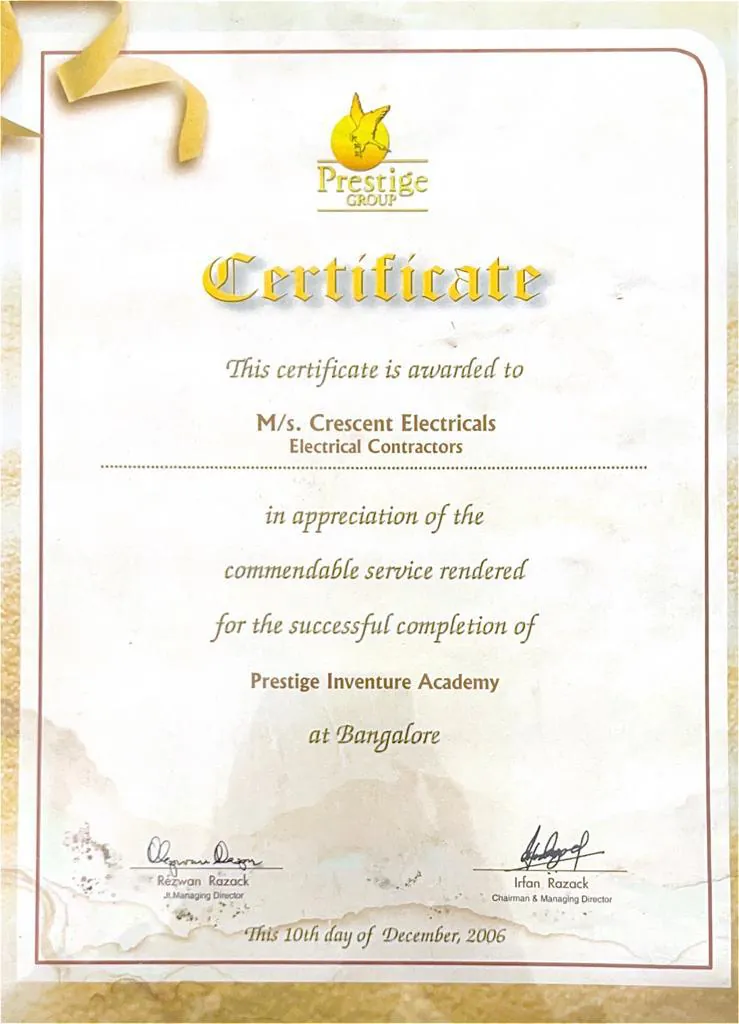 Prestige
GROUP
Certificate
This certificate is awarded to
M/s. Crescent Electricals
Electrical Contractors
in appreciation of the
commendable service rendered
for the successful completion of
Prestige Inventure Academy
at Bangalore
Rezwan Razack
Jt.Managing Director
Irfan Razack
Chairman & Managing Director
This 10th day of December, 2006